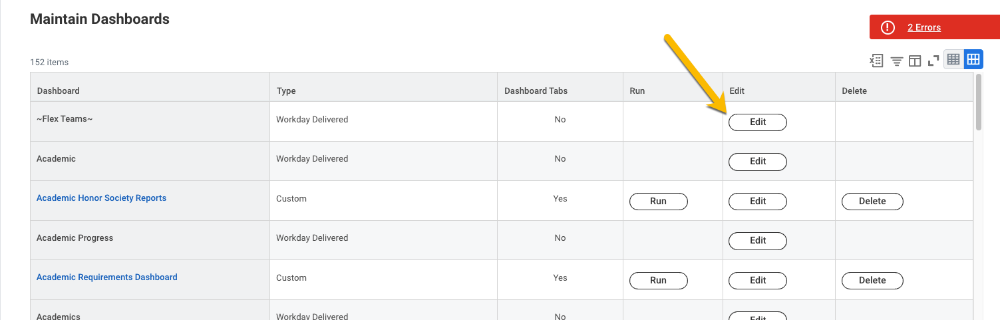 Maintain Dashboards
2 Errors
152 items
Dashboard Type Dashboard Tabs Run Edit Delete
~Flex Teams~ Workday Delivered No Edit
Academic Workday Delivered No Edit
Academic Honor Society Reports Custom Yes Run Edit Delete
Academic Progress Workday Delivered No Edit
Academic Requirements Dashboard Custom Yes Run Edit Delete
Academics Workday Delivered No Edit